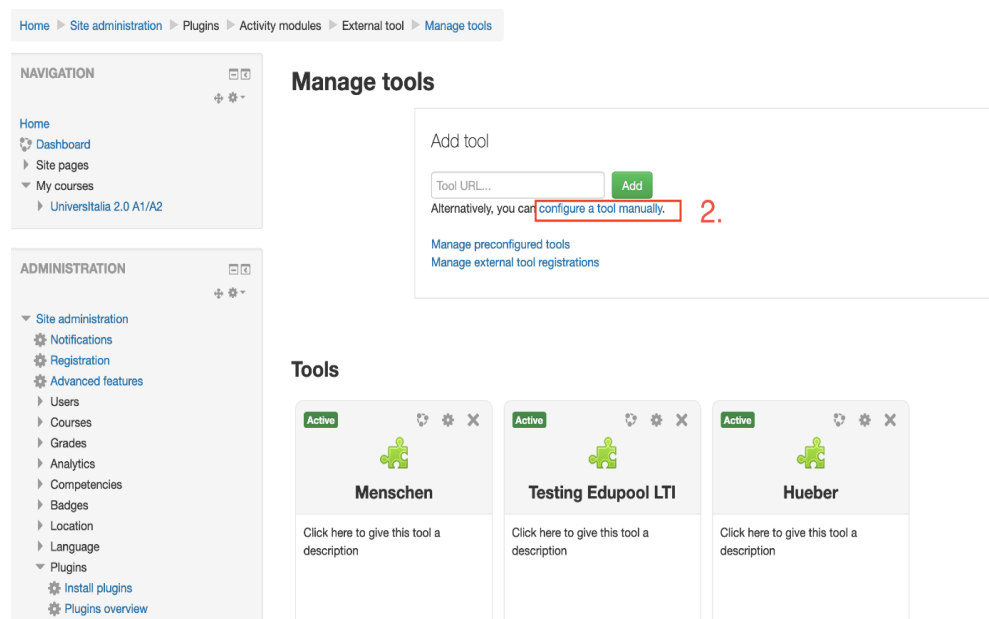 Home Site administration Plugins Activity modules External tool Manage tools
NAVIGATION
Home
Dashboard
Site pages
My courses
UniversItalia 2.0 A1/A2
ADMINISTRATION
Site administration
Notifications
Registration
Advanced features
Users
Courses
Grades
Analytics
Competencies
Badges
Location
Language
Plugins
Install plugins
Plugins overview
Manage tools
Add tool
Tool URL... Add
Alternatively, you can configure a tool manually. 2.
Manage preconfigured tools
Manage external tool registrations
Tools
Active
Menschen
Click here to give this tool a
description
Active
Testing Edupool LTI
Click here to give this tool a
description
Active
Hueber
Click here to give this tool a
description